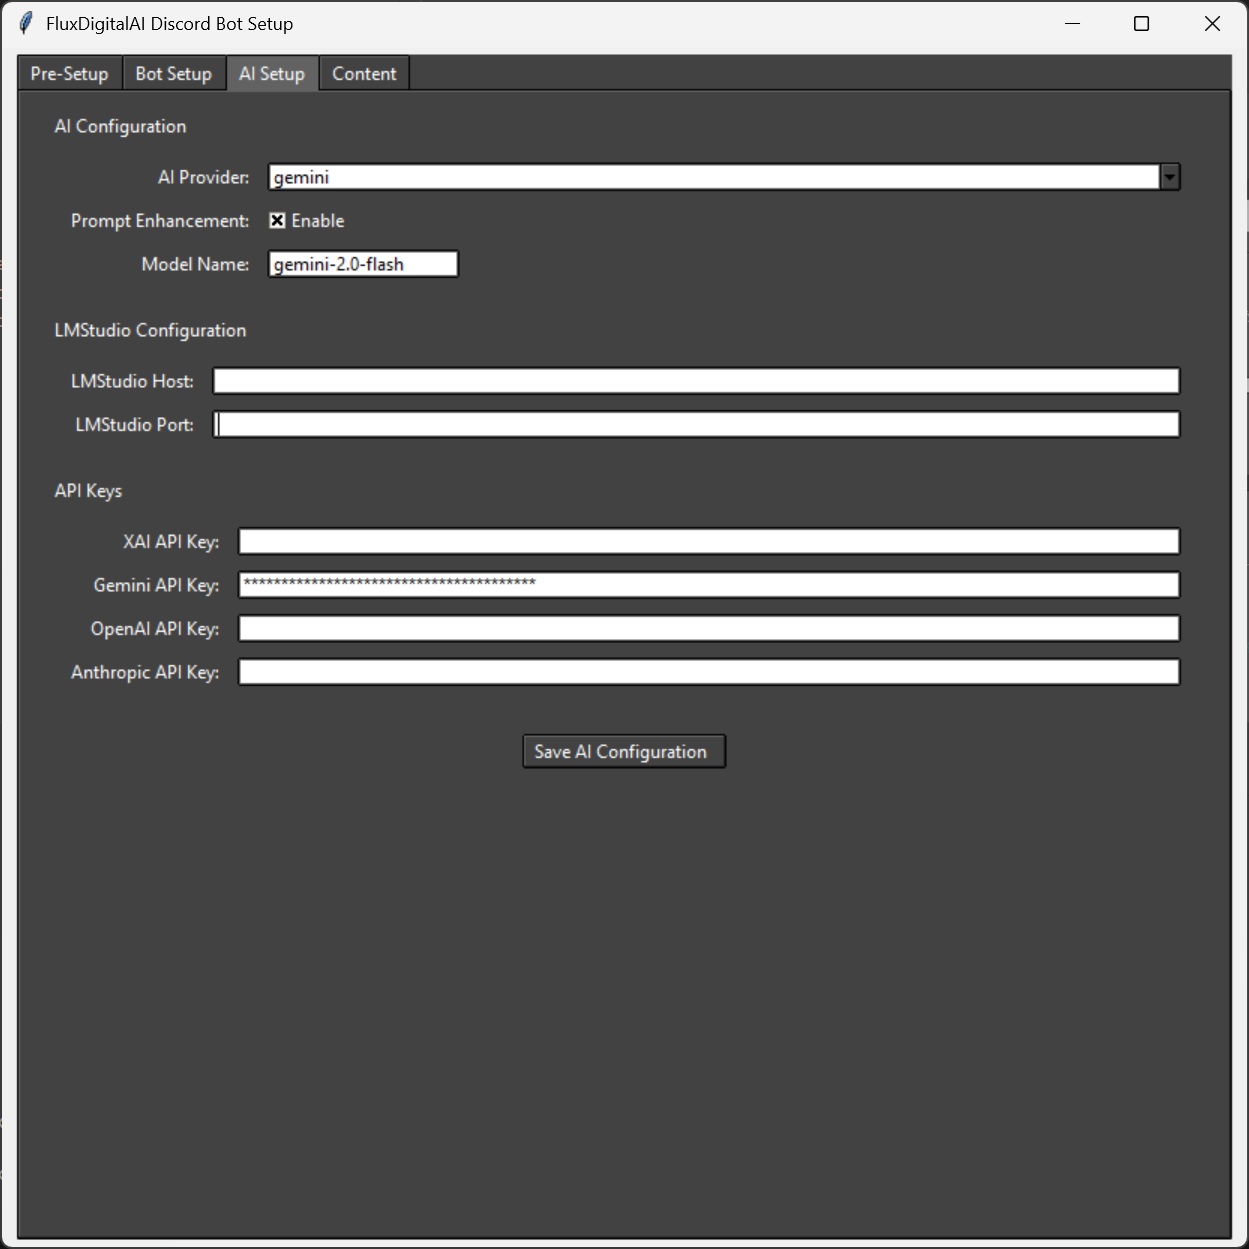 FluxDigitalAI Discord Bot Setup
Pre-Setup Bot Setup AI Setup Content
AI Configuration
AI Provider: gemini
Prompt Enhancement: Enable
Model Name: gemini-2.0-flash
LMStudio Configuration
LMStudio Host:
LMStudio Port:
API Keys
XAI API Key:
Gemini API Key: ***************************************
OpenAI API Key:
Anthropic API Key:
Save AI Configuration